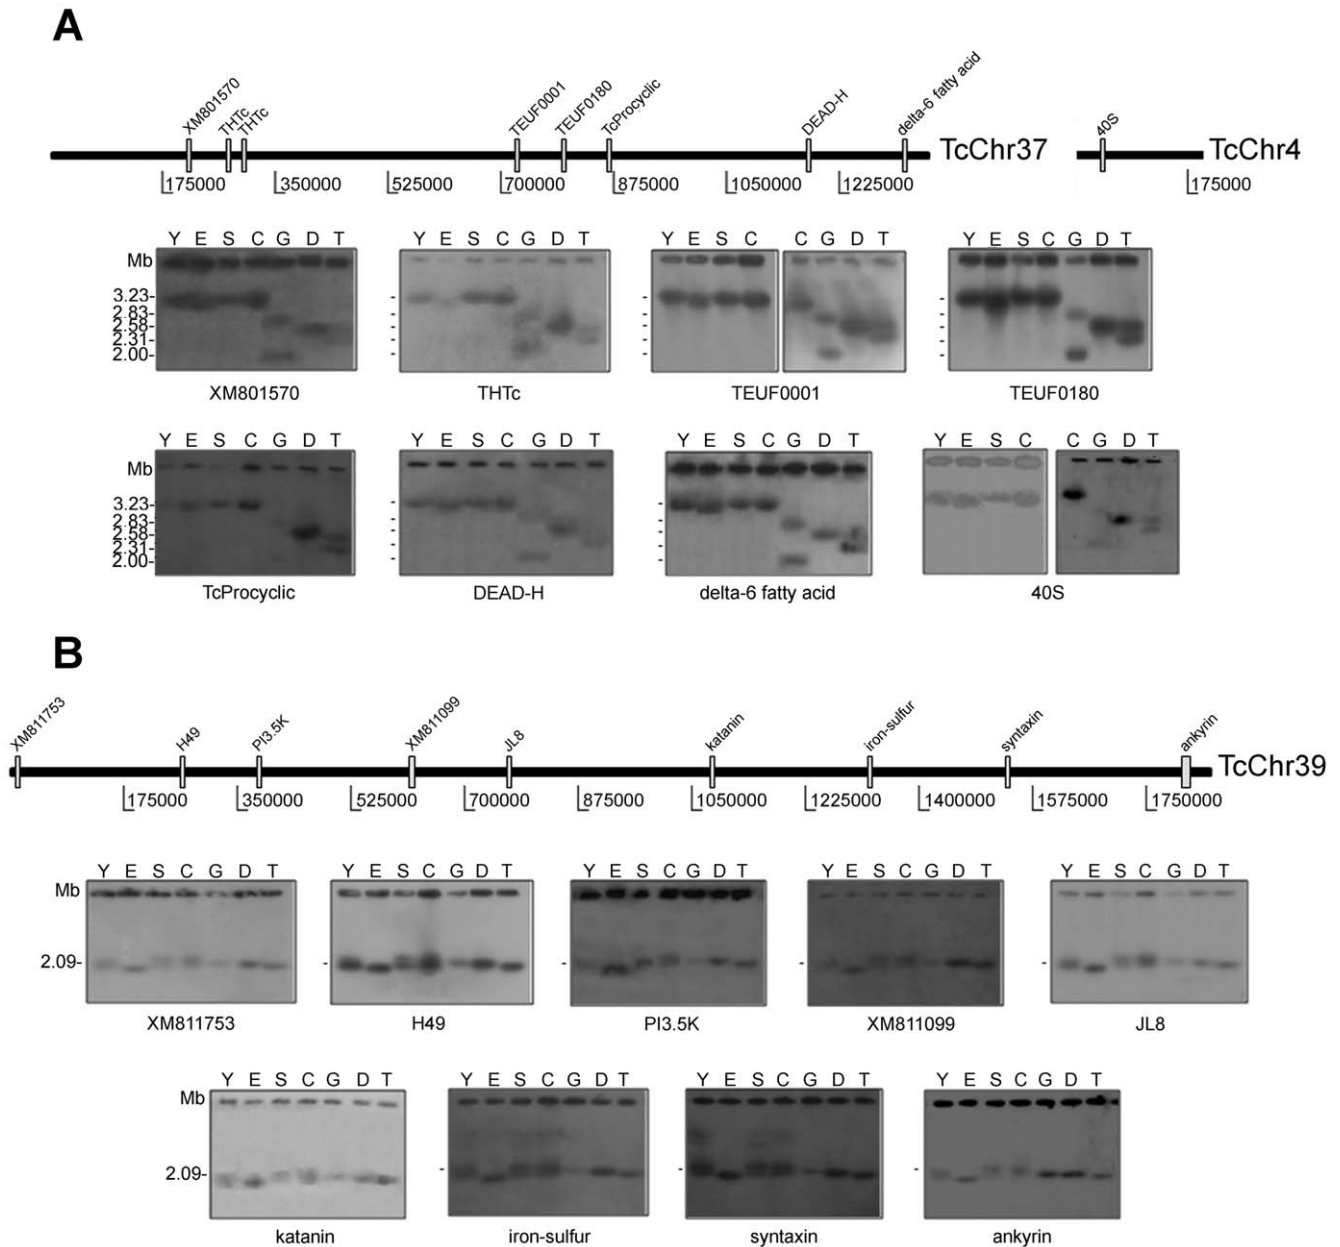 A
XM801570 THTc THTc TEUF0001 TEUF0180 TcProcyclic DEAD-H delta-6 fatty acid 40S
TcChr37 TcChr4
175000 350000 525000 700000 875000 1050000 1225000 175000
Y E S C G D T Y E S C G D T Y E S C C G D T Y E S C G D T
Mb
3.23-
2.83-
2.58-
2.31-
2.00-
XM801570 THTc TEUF0001 TEUF0180
Y E S C G D T Y E S C G D T Y E S C G D T Y E S C C G D T
Mb
3.23-
2.83-
2.58-
2.31-
2.00-
TcProcyclic DEAD-H delta-6 fatty acid 40S
B
XM811753 H49 PI3.5K XM811099 JL8 katanin iron-sulfur syntaxin ankyrin
TcChr39
175000 350000 525000 700000 875000 1050000 1225000 1400000 1575000 1750000
Y E S C G D T Y E S C G D T Y E S C G D T Y E S C G D T Y E S C G D T
Mb
2.09-
XM811753 H49 PI3.5K XM811099 JL8
Y E S C G D T Y E S C G D T Y E S C G D T Y E S C G D T
Mb
2.09-
katanin iron-sulfur syntaxin ankyrin